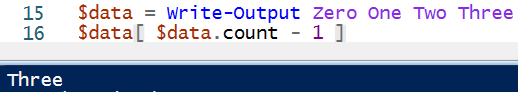 15 $data = Write-Output Zero One Two Three
16 $data[ $data.count - 1 ]
Three